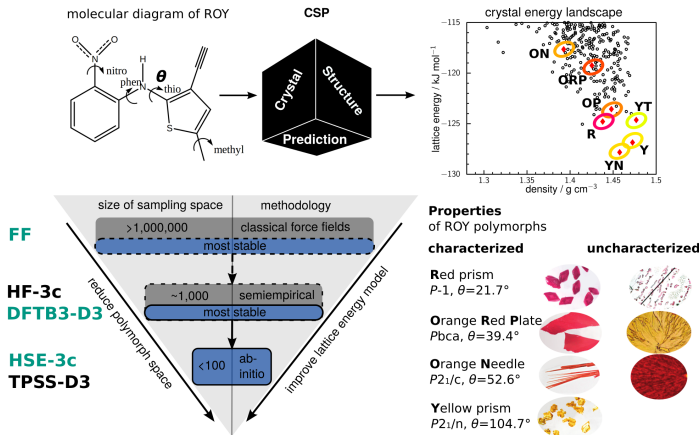 molecular diagram of ROY
O
O
N
nitro
H
phen
N
θ
thio
S
methyl
CSP
Crystal
Structure
Prediction
crystal energy landscape
lattice energy / kJ mol⁻¹
−115
−120
−125
−130
ON
ORP
OP
YT
R
Y
YN
1.3
1.35
1.4
1.45
1.5
density / g cm⁻³
size of sampling space
methodology
FF
>1,000,000
classical force fields
most stable
HF-3c
DFTB3-D3
~1,000
semiempirical
most stable
HSE-3c
TPSS-D3
<100
ab-
initio
reduce polymorph space
improve lattice energy model
Properties
of ROY polymorphs
characterized
uncharacterized
Red prism
P-1, θ=21.7°
Orange Red Plate
Pbca, θ=39.4°
Orange Needle
P2₁/c, θ=52.6°
Yellow prism
P2₁/n, θ=104.7°